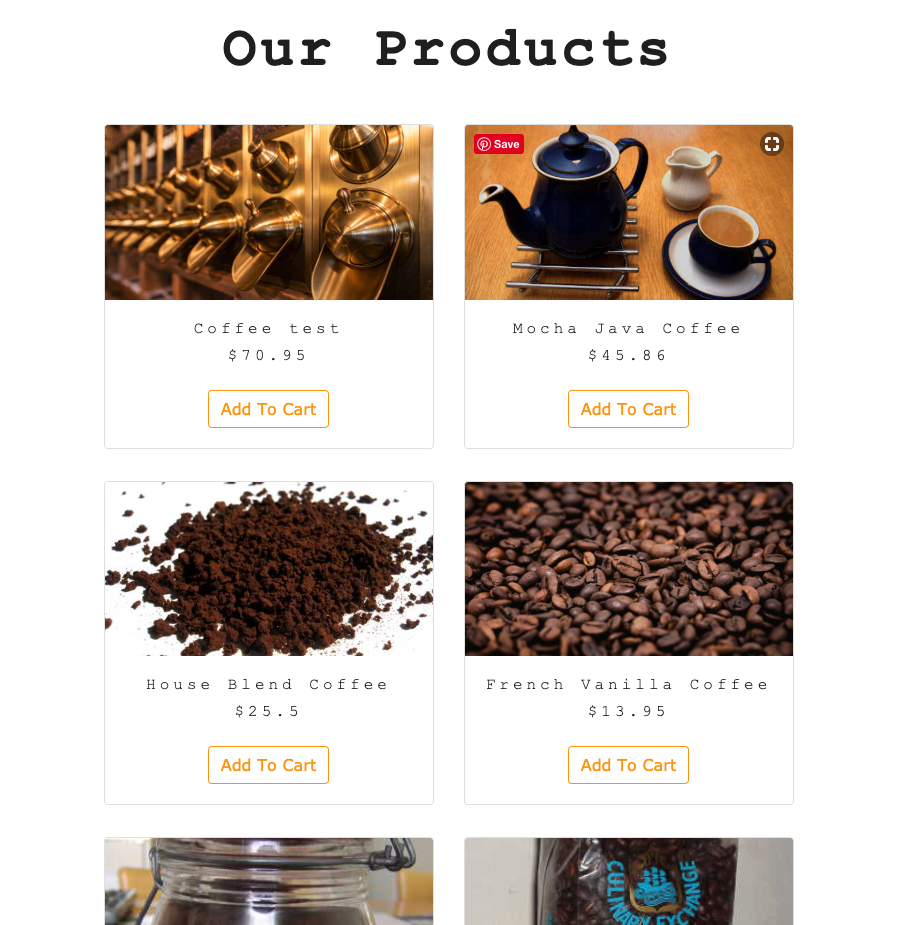 Our Products
Save
Coffee test
$70.95
Add To Cart
Mocha Java Coffee
$45.86
Add To Cart
House Blend Coffee
$25.5
Add To Cart
French Vanilla Coffee
$13.95
Add To Cart
CULINARY EXCHANGE